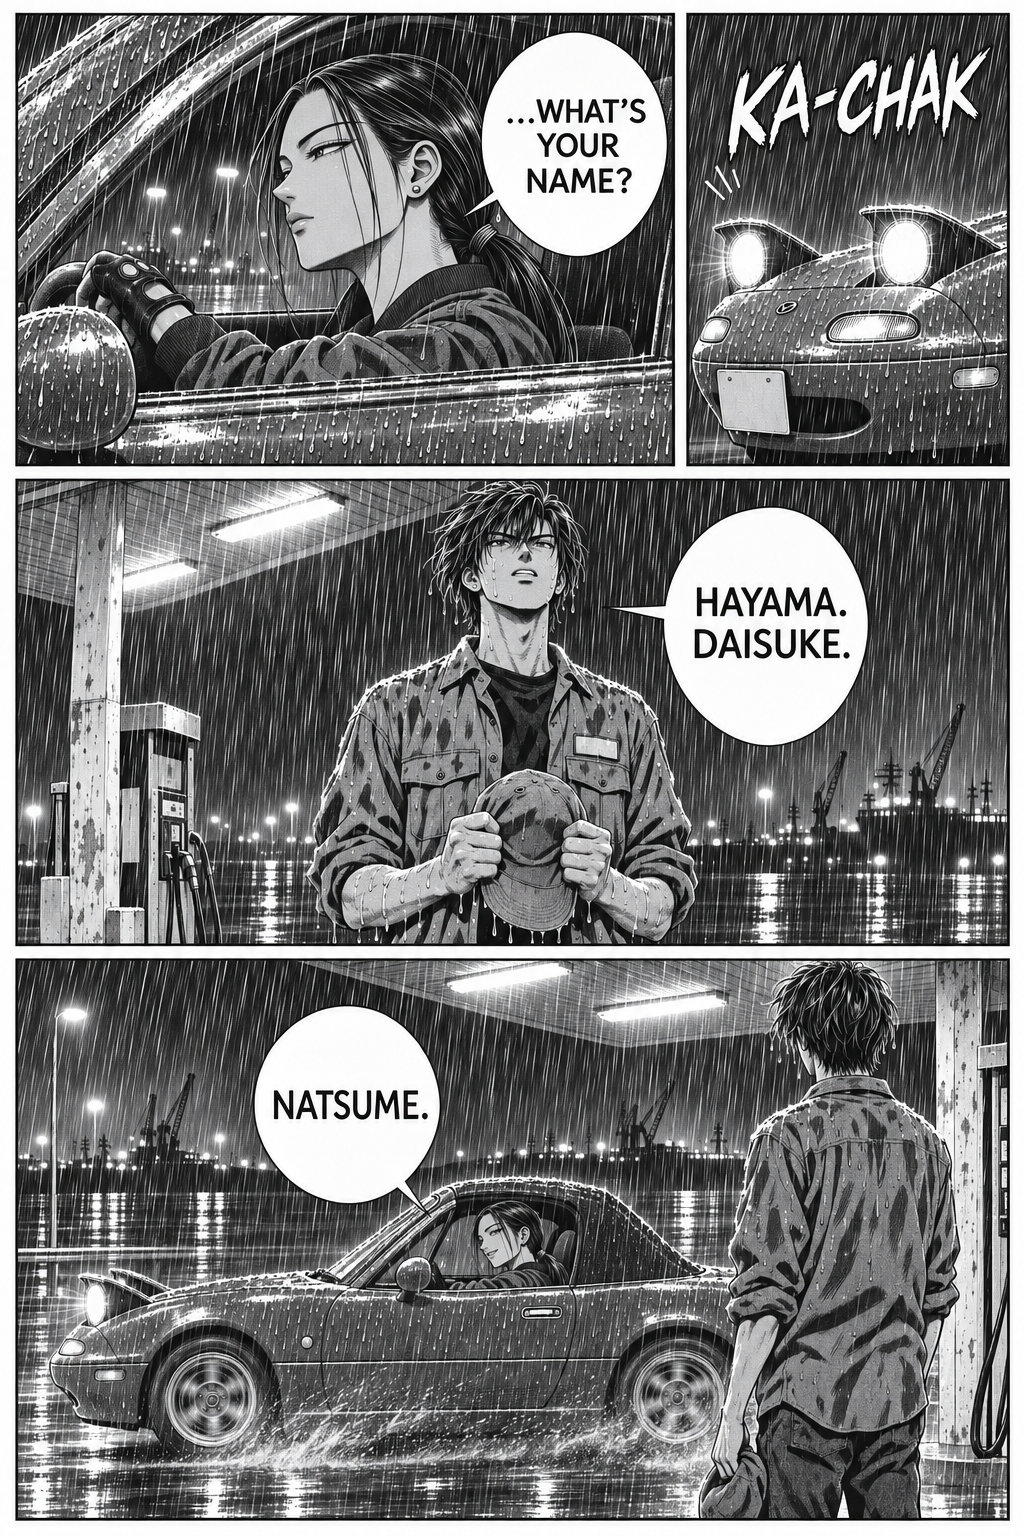 ...WHAT'S
YOUR
NAME?
KA-CHAK
HAYAMA.
DAISUKE.
NATSUME.